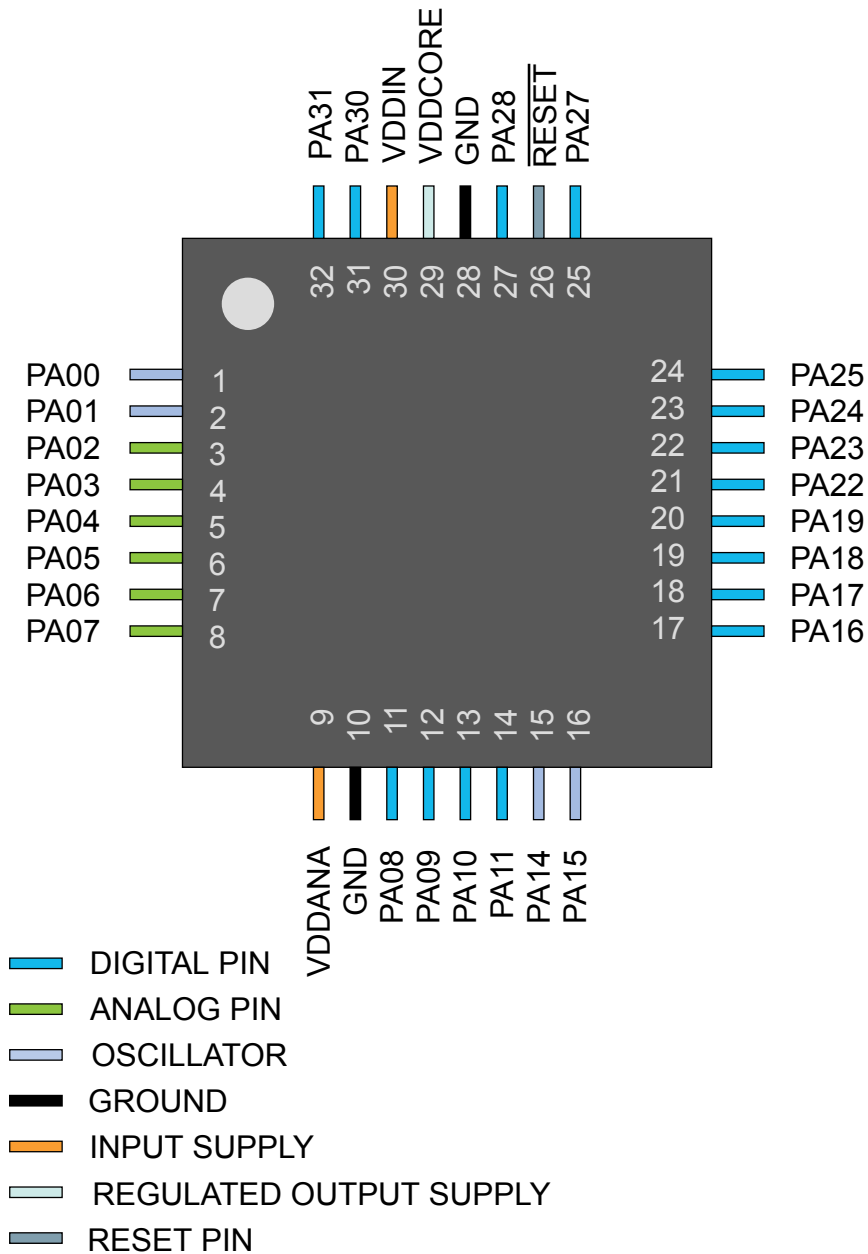 PA31
PA30
VDDIN
VDDCORE
GND
PA28
RESET
PA27
32
31
30
29
28
27
26
25
PA00
1
24
PA25
PA01
2
23
PA24
PA02
3
22
PA23
PA03
4
21
PA22
PA04
5
20
PA19
PA05
6
19
PA18
PA06
7
18
PA17
PA07
8
17
PA16
9
10
11
12
13
14
15
16
VDDANA
GND
PA08
PA09
PA10
PA11
PA14
PA15
DIGITAL PIN
ANALOG PIN
OSCILLATOR
GROUND
INPUT SUPPLY
REGULATED OUTPUT SUPPLY
RESET PIN